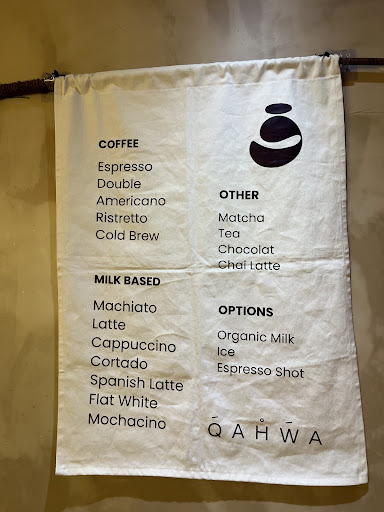 COFFEE
Espresso
Double
Americano
Ristretto
Cold Brew
MILK BASED
Machiato
Latte
Cappuccino
Cortado
Spanish Latte
Flat White
Mochacino
OTHER
Matcha
Tea
Chocolat
Chai Latte
OPTIONS
Organic Milk
Ice
Espresso Shot
Q̄ A H̊ W̄ A